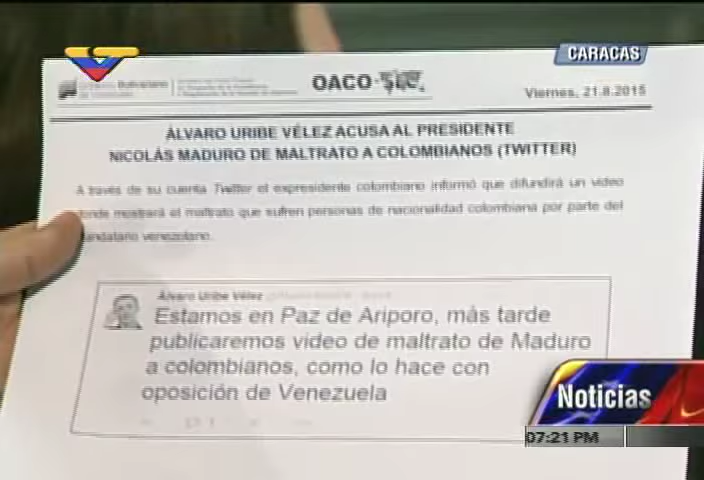 CARACAS
OACO
Viernes, 21.8.2015
ÁLVARO URIBE VÉLEZ ACUSA AL PRESIDENTE
NICOLÁS MADURO DE MALTRATO A COLOMBIANOS (TWITTER)
A través de su cuenta Twitter el expresidente colombiano informó que difundirá un video
donde mostrará el maltrato que sufren personas de nacionalidad colombiana por parte del
mandatario venezolano.
Álvaro Uribe Vélez
Estamos en Paz de Ariporo, más tarde
publicaremos video de maltrato de Maduro
a colombianos, como lo hace con
oposición de Venezuela
Noticias
07:21 PM